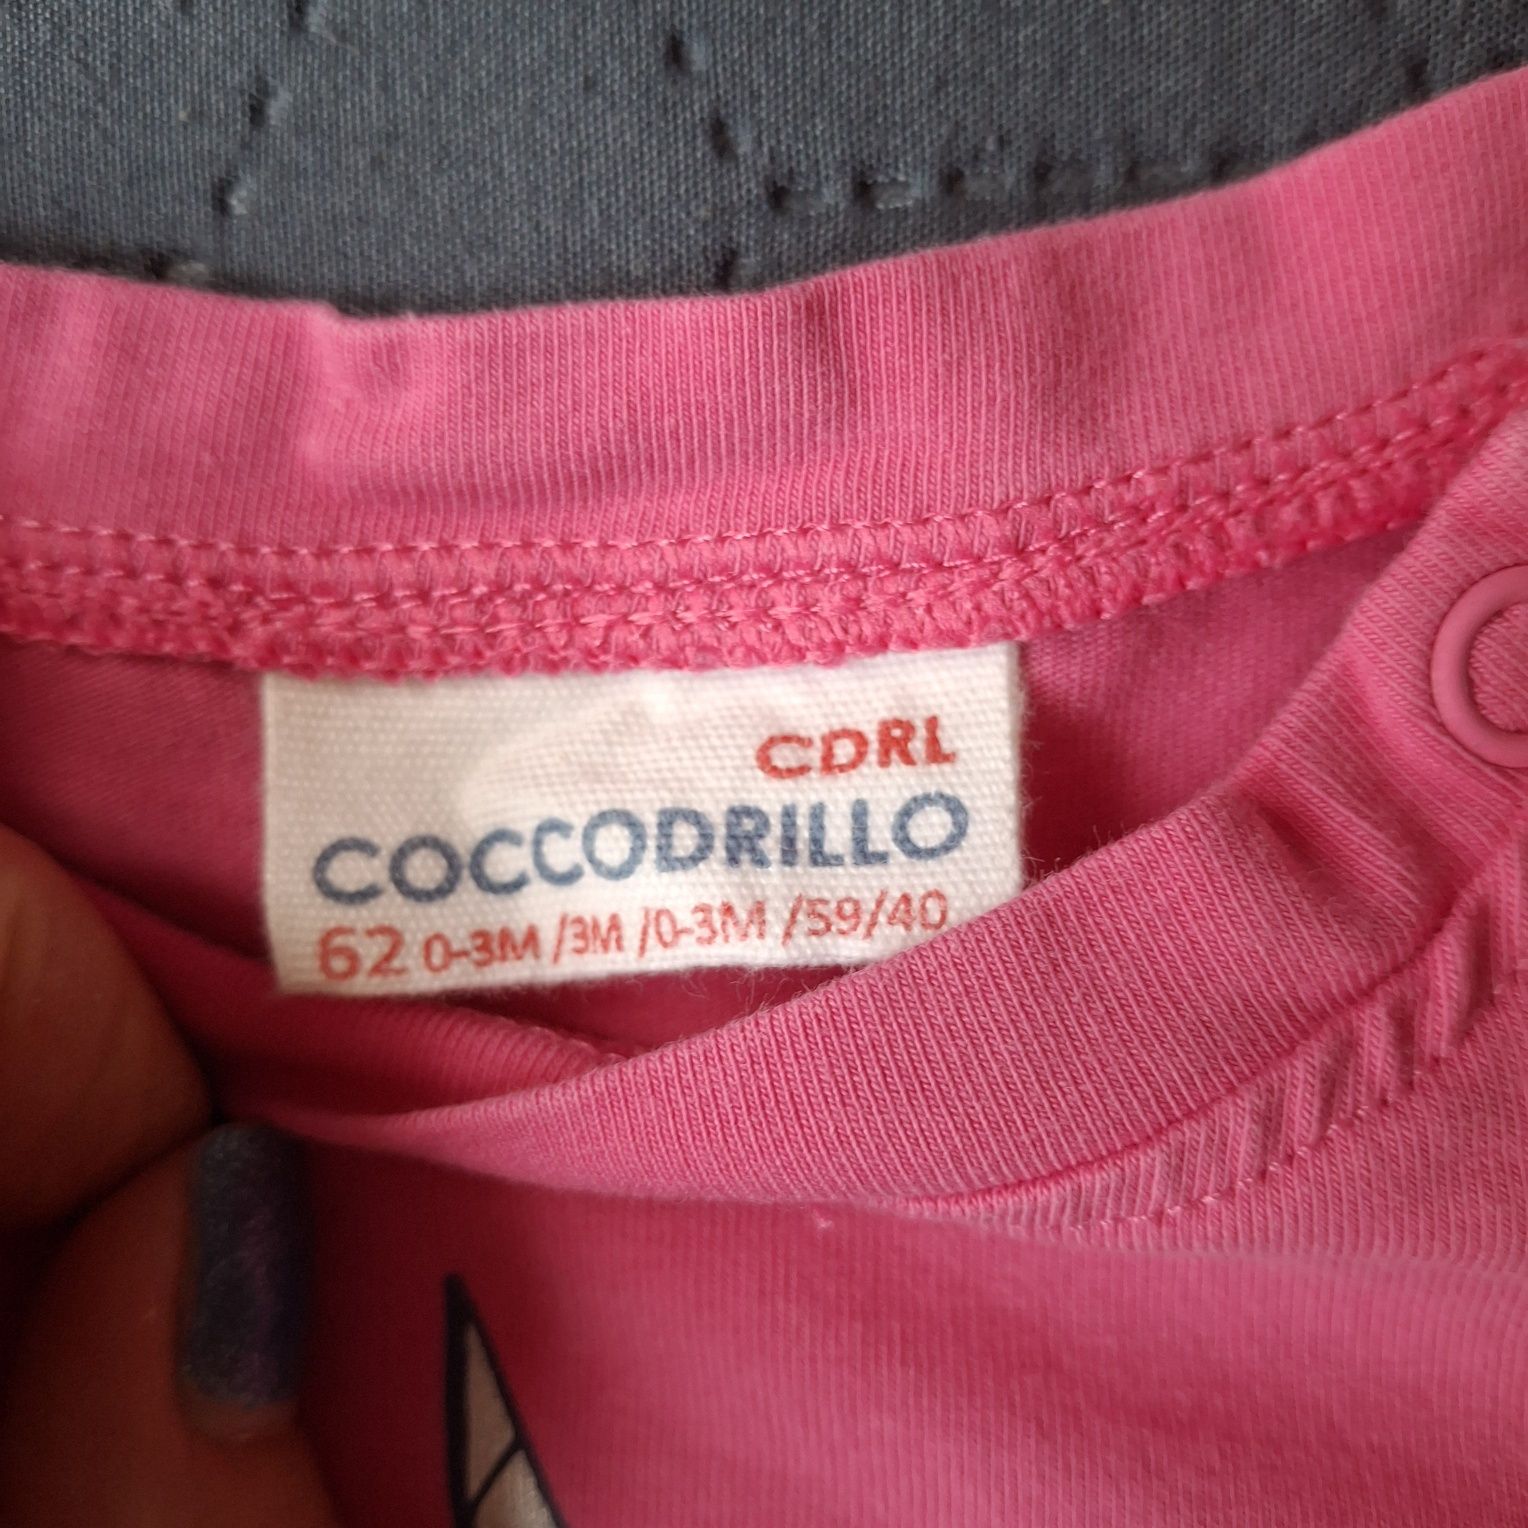 CDRL
COCCODRILLO
62 0-3M /3M /0-3M /59/40